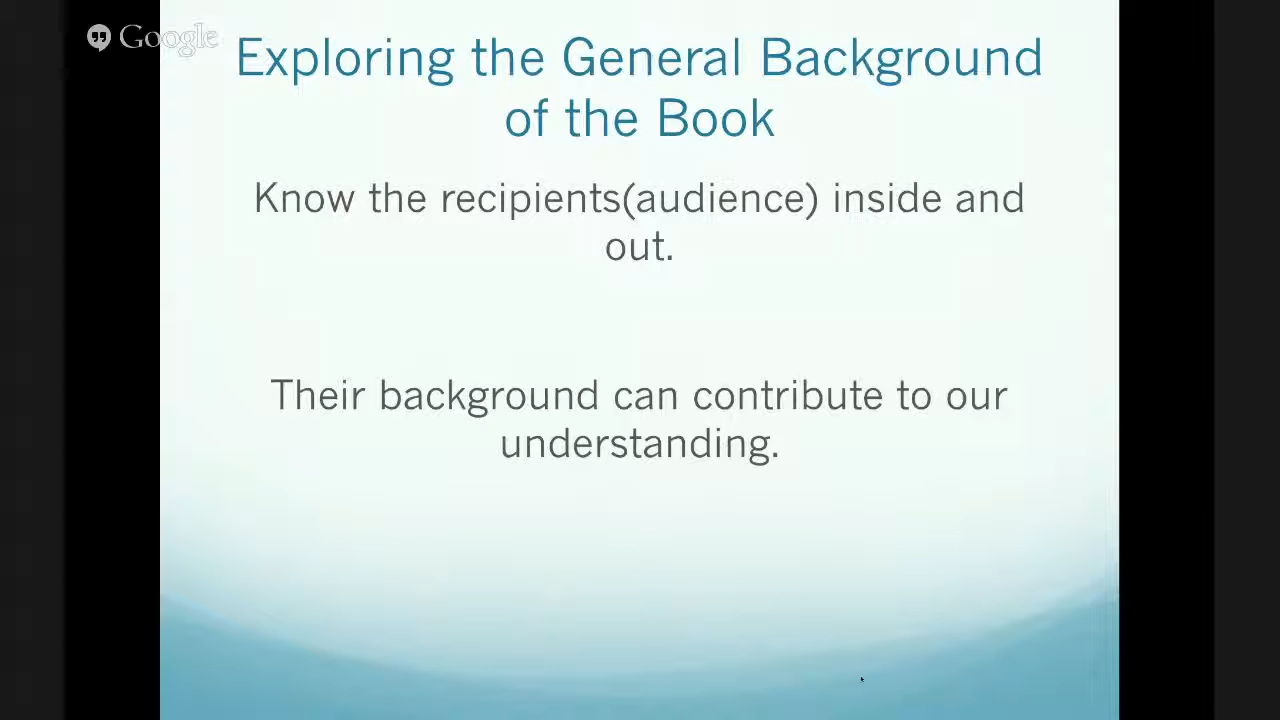 Google
Exploring the General Background
of the Book
Know the recipients(audience) inside and
out.
Their background can contribute to our
understanding.